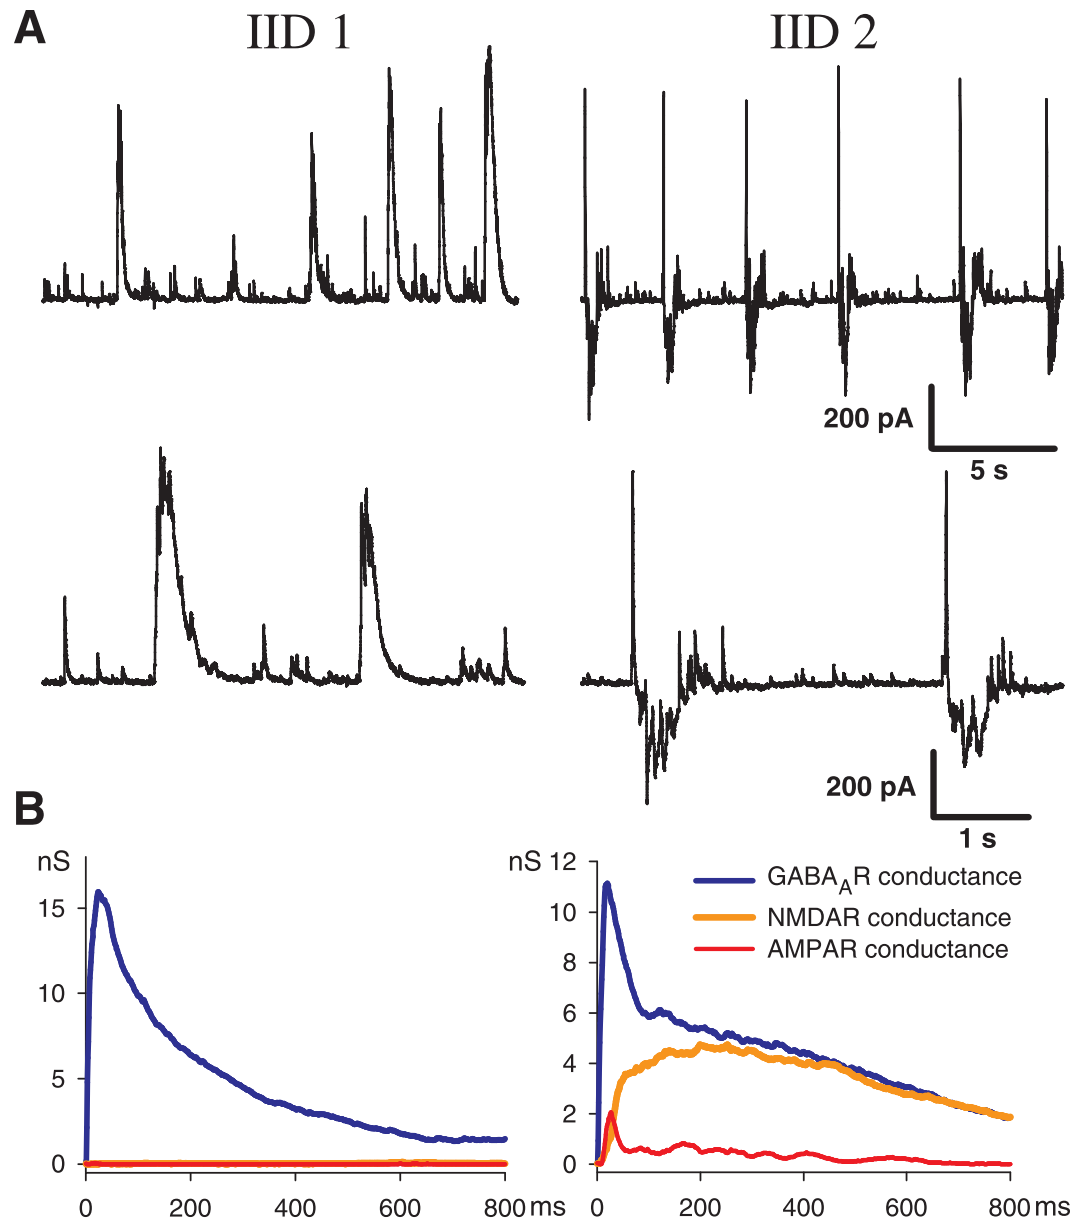 A
IID 1
IID 2
200 pA
5 s
200 pA
1 s
B
nS
15
10
5
0
0
200
400
600
800
ms
nS
12
10
8
6
4
2
0
0
200
400
600
800
ms
GABAAR conductance
NMDAR conductance
AMPAR conductance